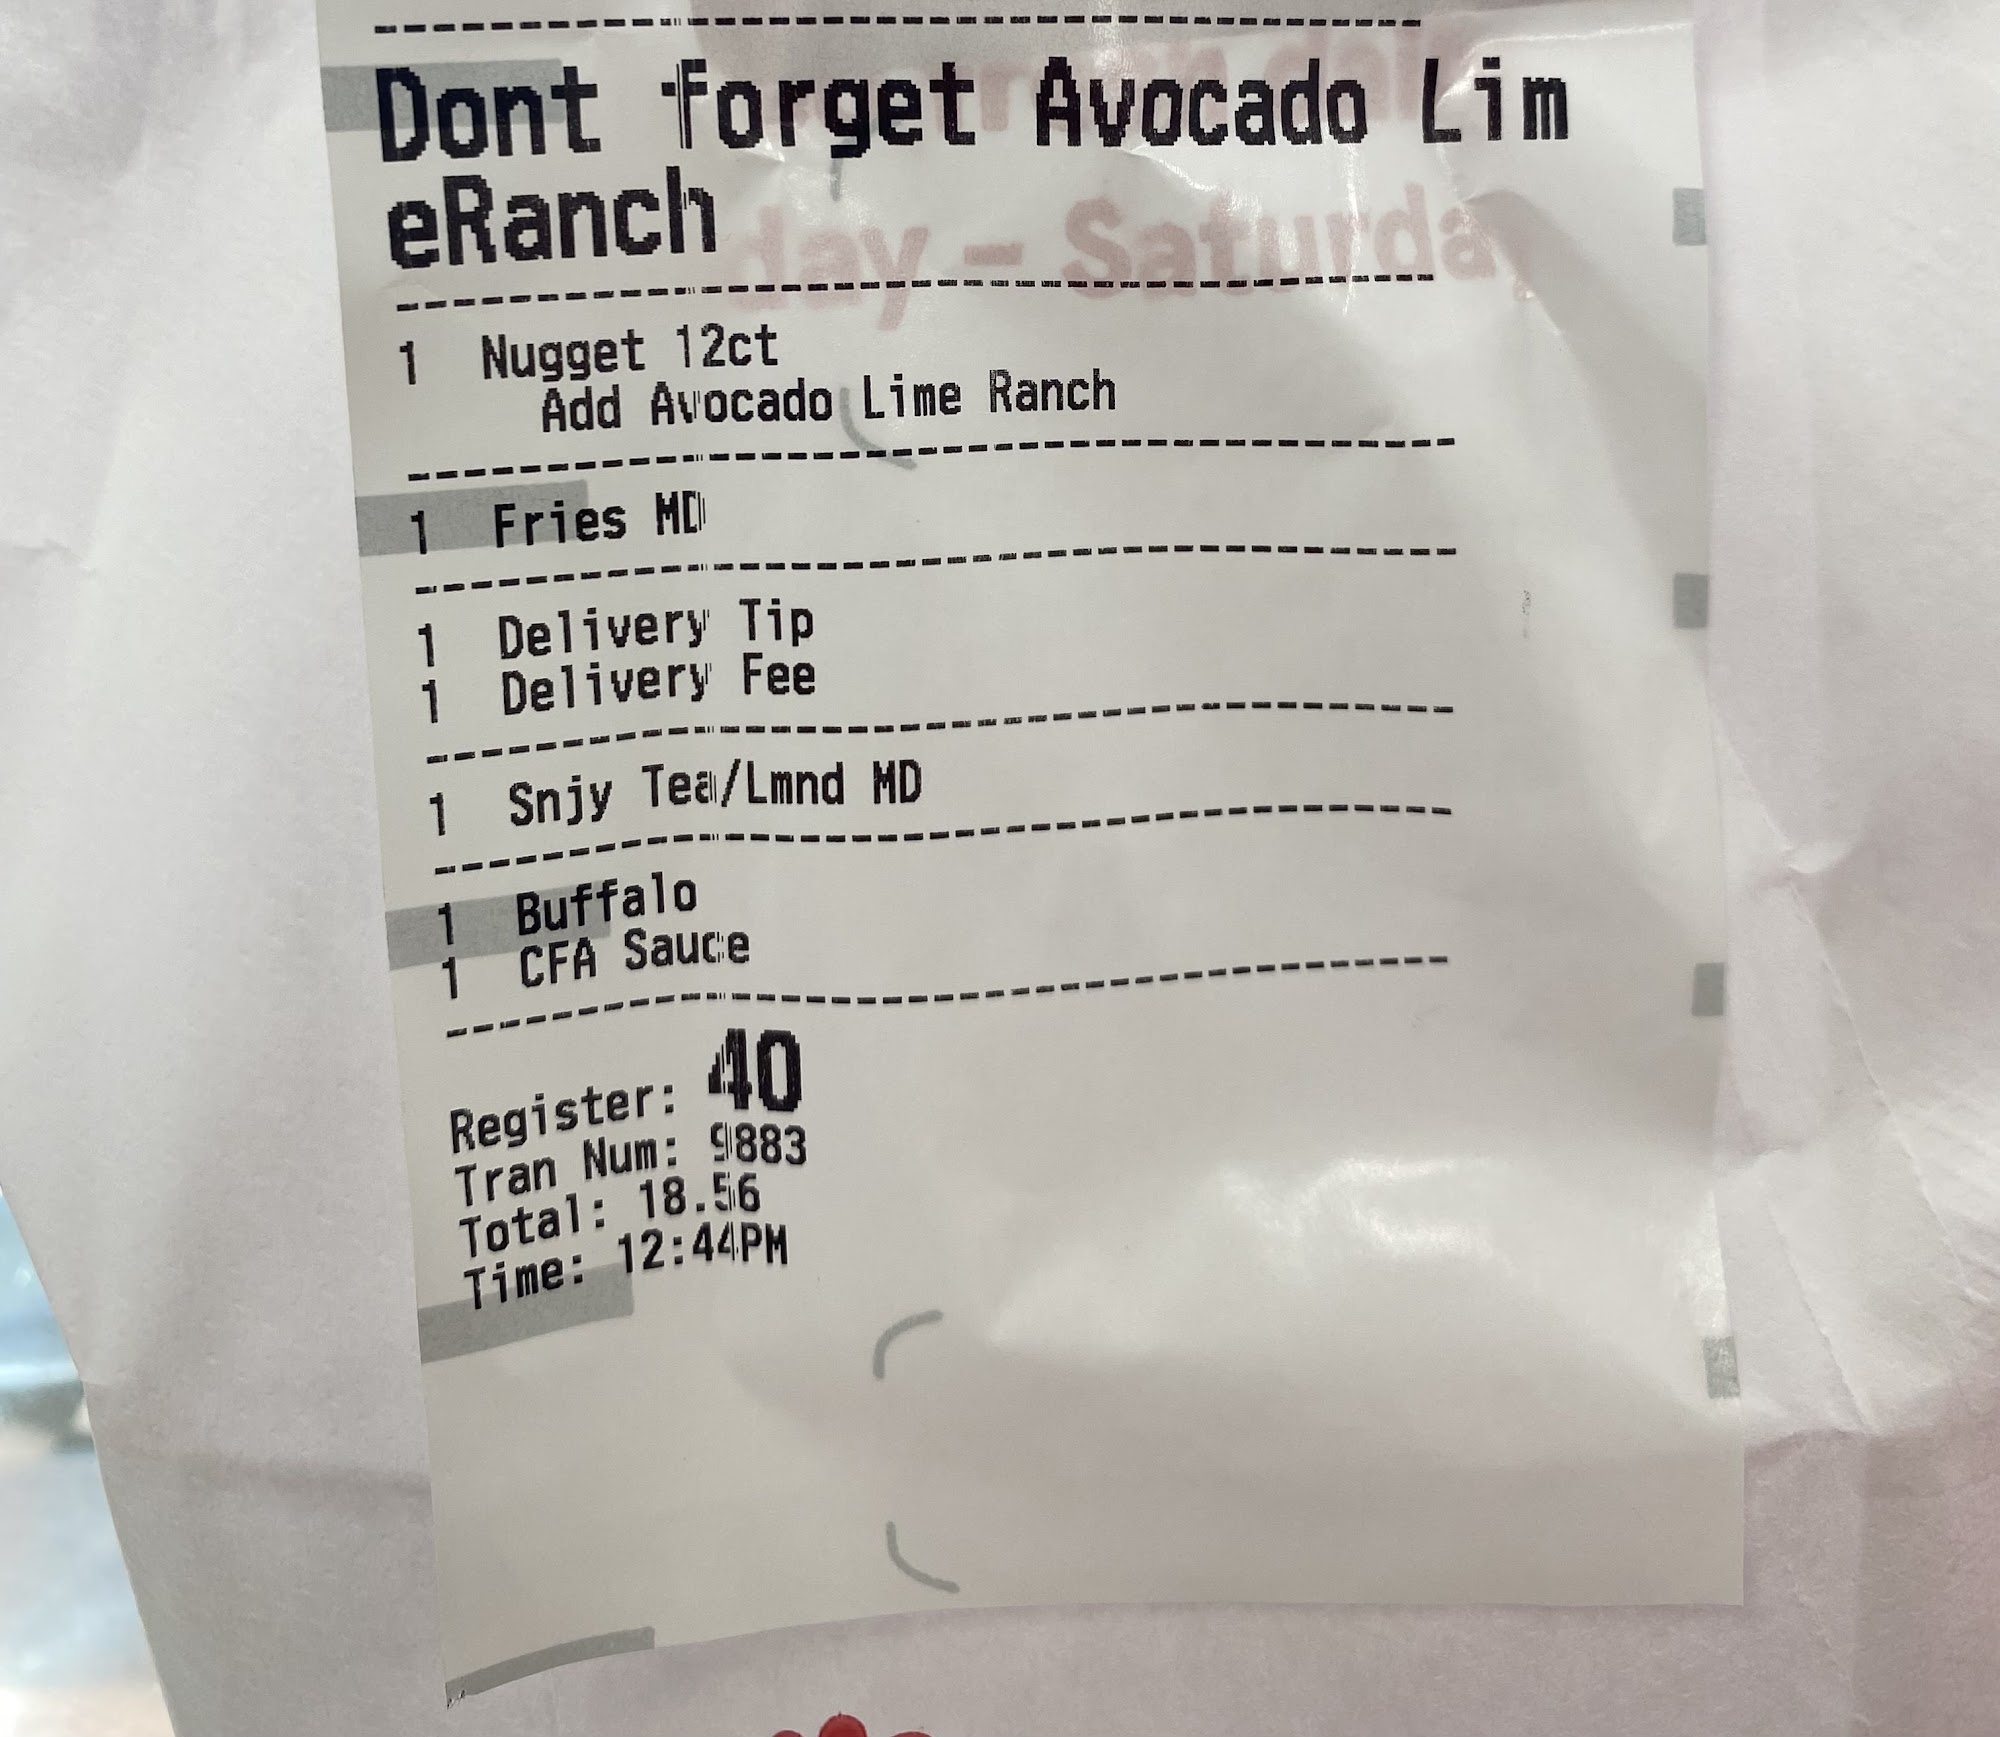 Dont forget Avocado Lim
eRanch
day - Saturda
1 Nugget 12ct
Add Avocado Lime Ranch
1 Fries MD
1 Delivery Tip
1 Delivery Fee
1 Snjy Tea/Lmnd MD
1 Buffalo
1 CFA Sauce
Register: 40
Tran Num: 9883
Total: 18.56
Time: 12:44PM